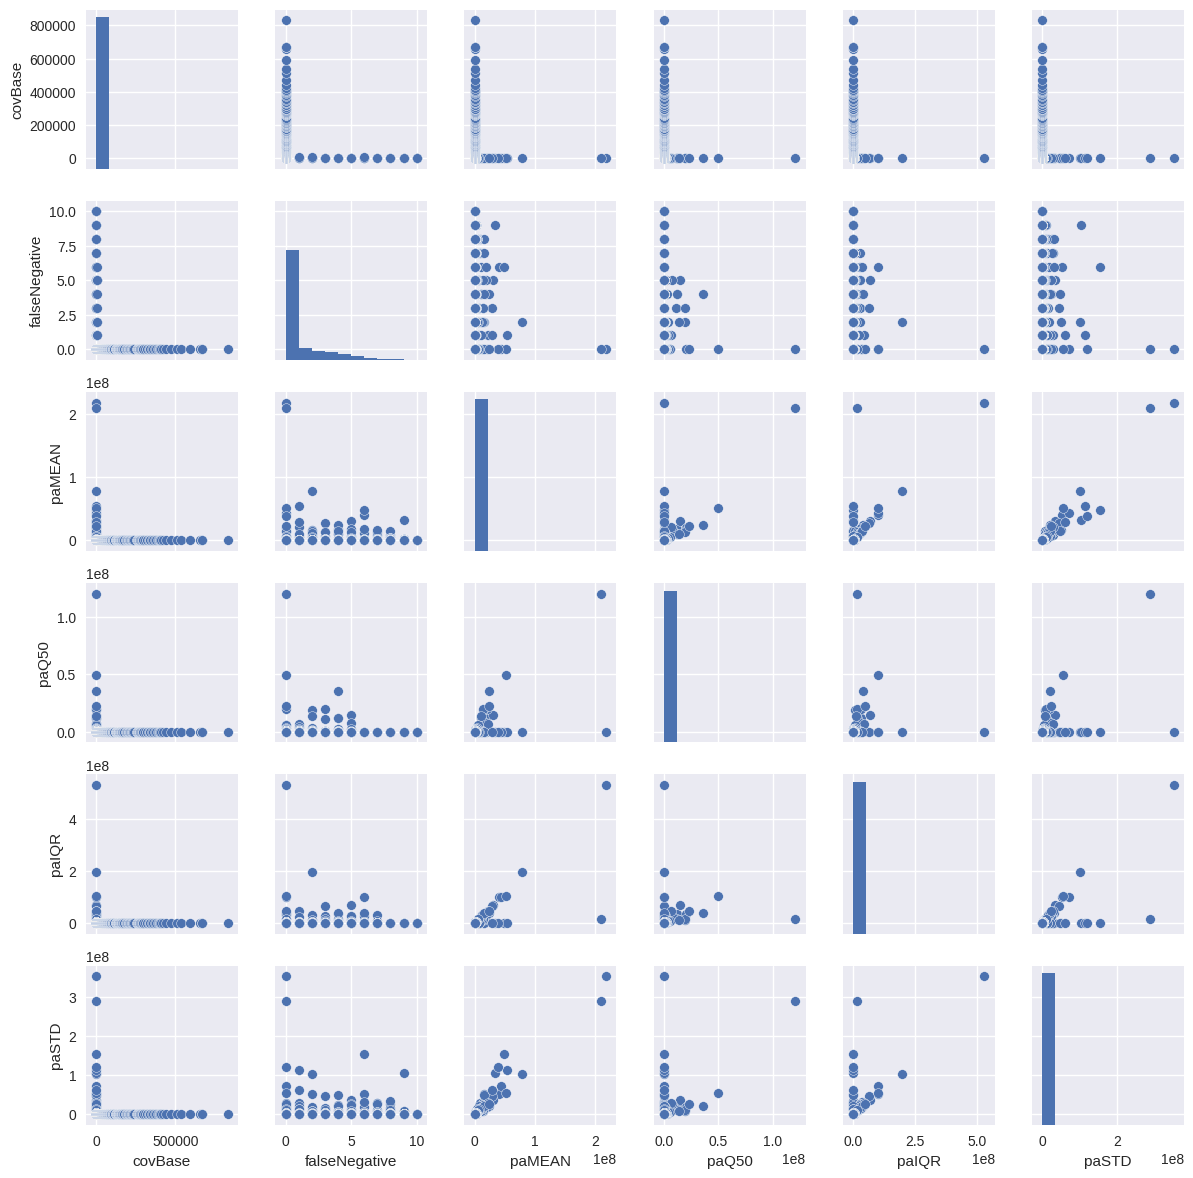 800000
600000
400000
200000
0
covBase
10.0
7.5
5.0
2.5
0.0
falseNegative
1e8
2
1
0
paMEAN
1e8
1.0
0.5
0.0
paQ50
1e8
4
2
0
paIQR
1e8
3
2
1
0
paSTD
0 500000 0 5 10 0 1 2 0.0 0.5 1.0 0.0 2.5 5.0 0 2
1e8 1e8 1e8 1e8
covBase falseNegative paMEAN paQ50 paIQR paSTD